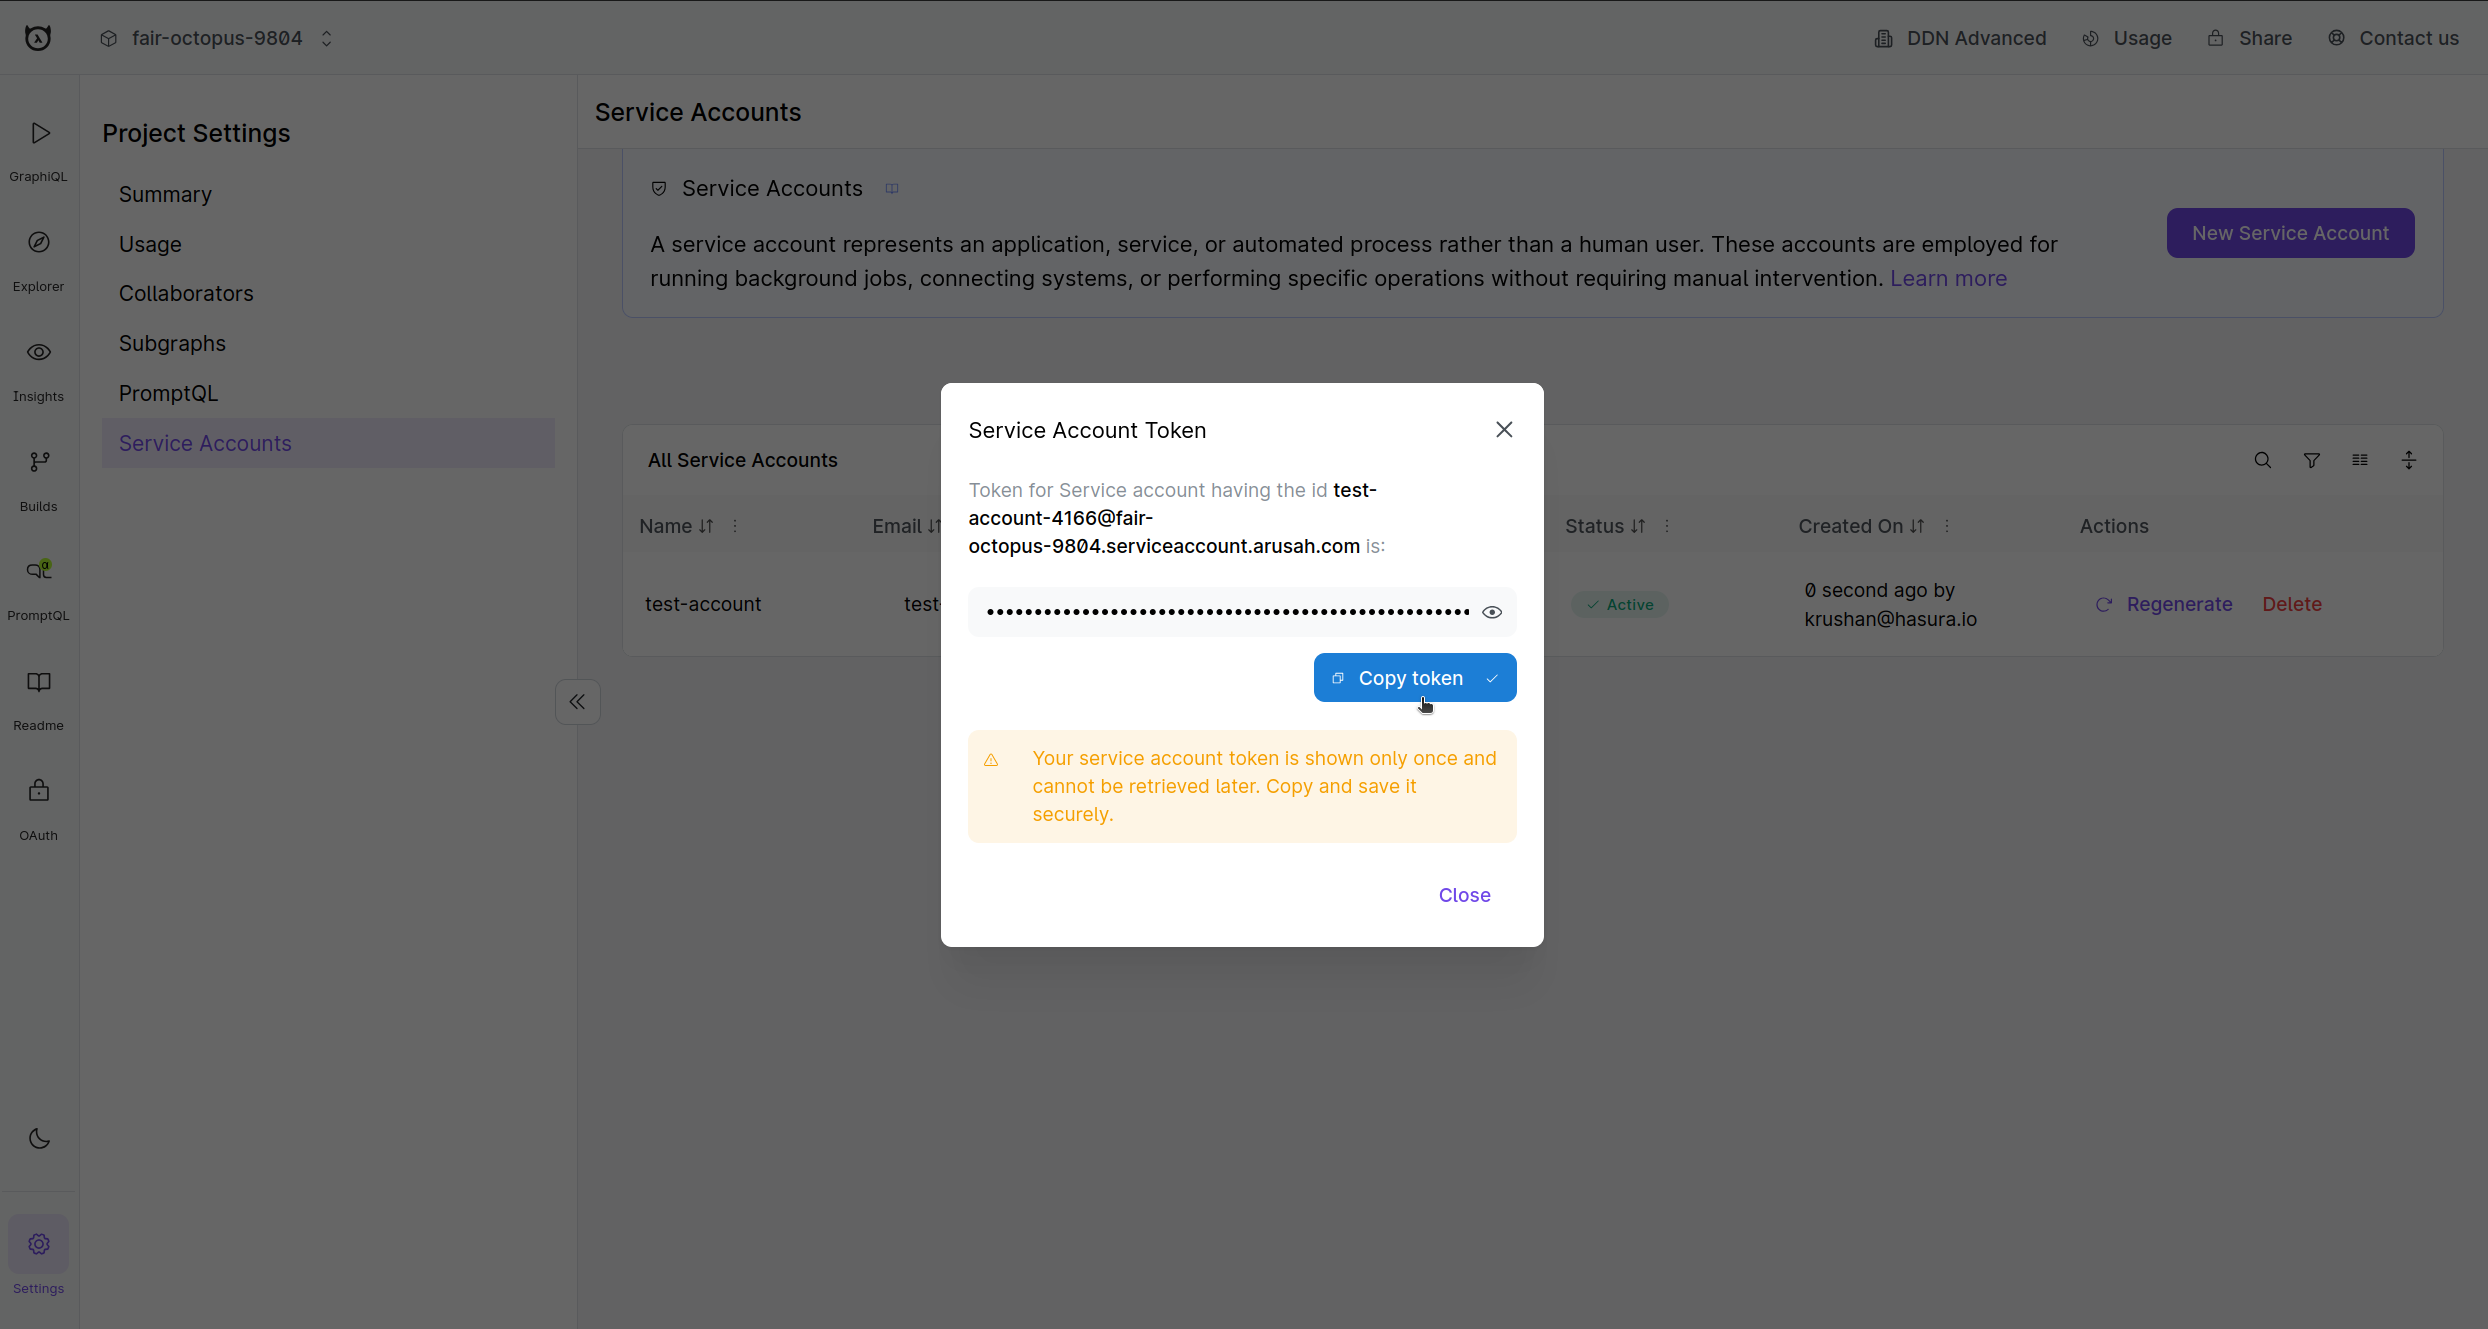 fair-octopus-9804
DDN Advanced
Usage
Share
Contact us
GraphiQL
Explorer
Insights
Builds
α
PromptQL
Readme
OAuth
Settings
Project Settings
Summary
Usage
Collaborators
Subgraphs
PromptQL
Service Accounts
Service Accounts
Service Accounts
A service account represents an application, service, or automated process rather than a human user. These accounts are employed for
running background jobs, connecting systems, or performing specific operations without requiring manual intervention. Learn more
New Service Account
All Service Accounts
Name
Email
Status
Created On
Actions
test-account
test-
Active
0 second ago by
krushan@hasura.io
Regenerate
Delete
Service Account Token
Token for Service account having the id test-
account-4166@fair-
octopus-9804.serviceaccount.arusah.com is:
Copy token
Your service account token is shown only once and
cannot be retrieved later. Copy and save it
securely.
Close